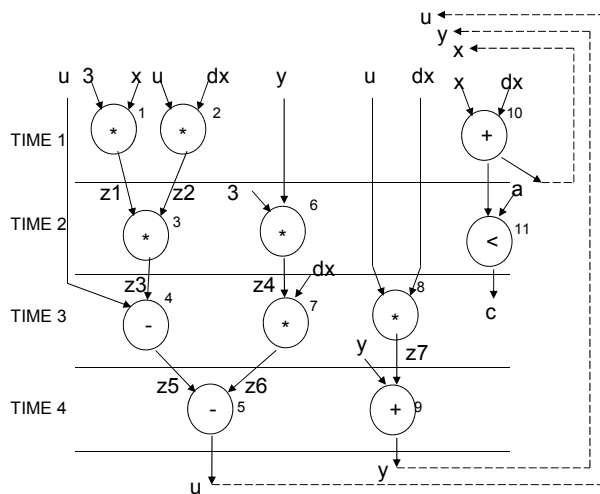 u
y
x
u 3 x u dx y u dx x dx
1 2 10
TIME 1 * * +
z1 z2 3 a
TIME 2 * 3 * 6 < 11
z3 z4 dx
TIME 3 - 4 * 7 * 8 c
y z7
z5 z6
TIME 4 - 5 + 9
y
u